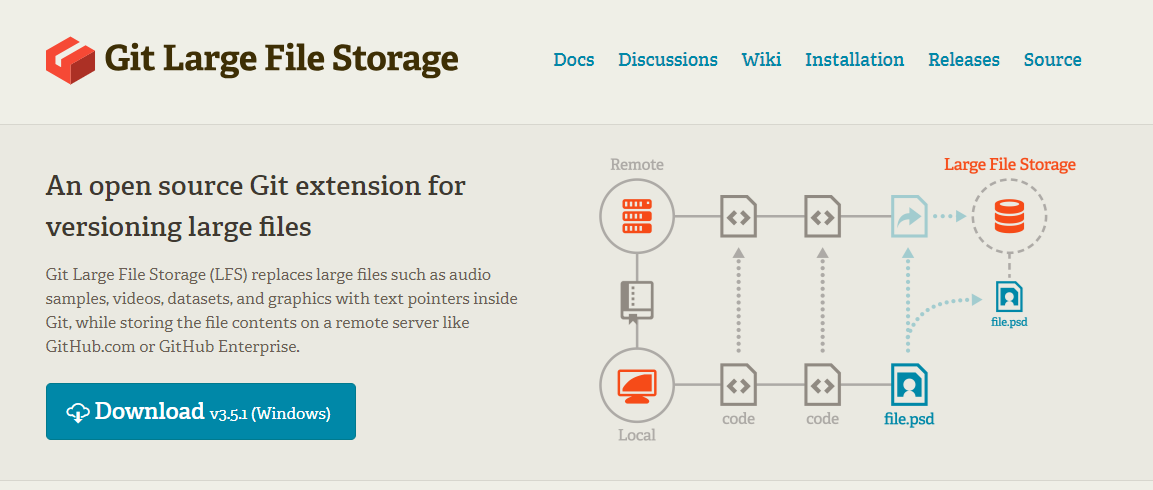 Git Large File Storage
Docs Discussions Wiki Installation Releases Source
An open source Git extension for
versioning large files
Git Large File Storage (LFS) replaces large files such as audio
samples, videos, datasets, and graphics with text pointers inside
Git, while storing the file contents on a remote server like
GitHub.com or GitHub Enterprise.
Download v3.5.1 (Windows)
Remote
Large File Storage
file.psd
code
code
file.psd
Local